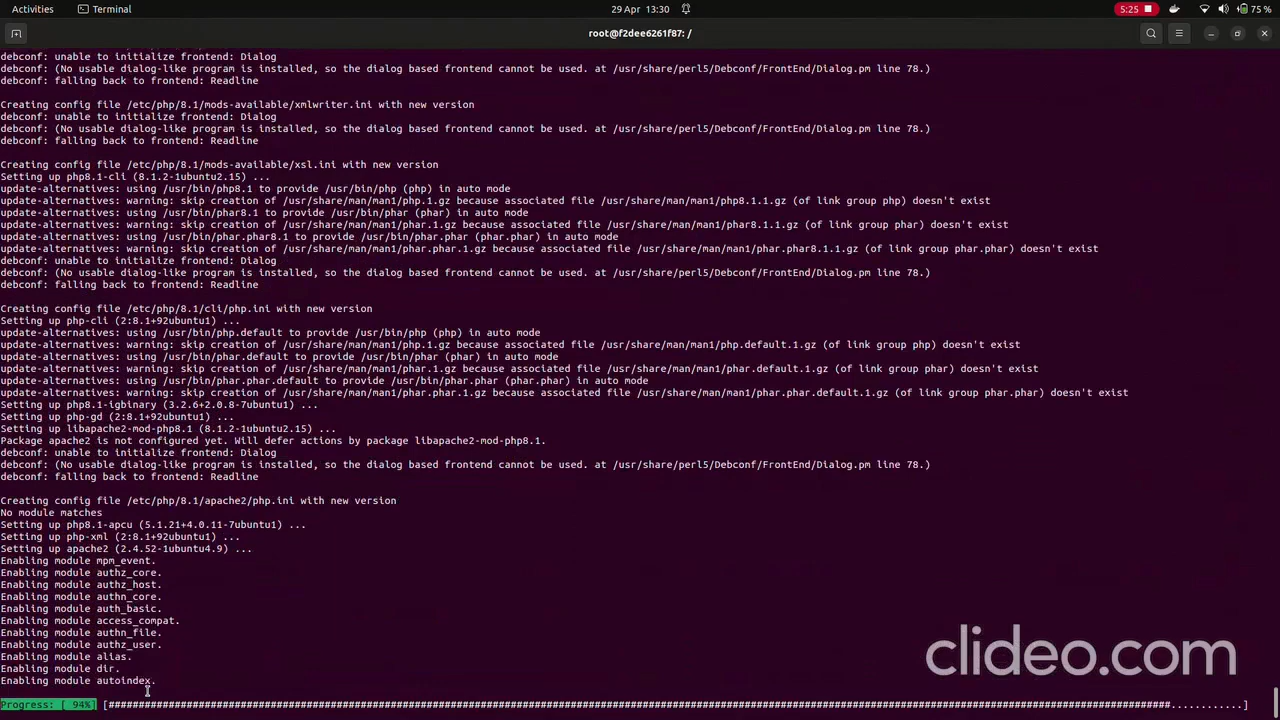 Activities
Terminal
29 Apr 13:30
5:25
75 %
root@f2dee6261f87: /
debconf: unable to initialize frontend: Dialog
debconf: (No usable dialog-like program is installed, so the dialog based frontend cannot be used. at /usr/share/perl5/Debconf/FrontEnd/Dialog.pm line 78.)
debconf: falling back to frontend: Readline
Creating config file /etc/php/8.1/mods-available/xmlwriter.ini with new version
debconf: unable to initialize frontend: Dialog
debconf: (No usable dialog-like program is installed, so the dialog based frontend cannot be used. at /usr/share/perl5/Debconf/FrontEnd/Dialog.pm line 78.)
debconf: falling back to frontend: Readline
Creating config file /etc/php/8.1/mods-available/xsl.ini with new version
Setting up php8.1-cli (8.1.2-1ubuntu2.15) ...
update-alternatives: using /usr/bin/php8.1 to provide /usr/bin/php (php) in auto mode
update-alternatives: warning: skip creation of /usr/share/man/man1/php.1.gz because associated file /usr/share/man/man1/php8.1.1.gz (of link group php) doesn't exist
update-alternatives: using /usr/bin/phar8.1 to provide /usr/bin/phar (phar) in auto mode
update-alternatives: warning: skip creation of /usr/share/man/man1/phar.1.gz because associated file /usr/share/man/man1/phar8.1.1.gz (of link group phar) doesn't exist
update-alternatives: using /usr/bin/phar.phar8.1 to provide /usr/bin/phar.phar (phar.phar) in auto mode
update-alternatives: warning: skip creation of /usr/share/man/man1/phar.phar.1.gz because associated file /usr/share/man/man1/phar.phar8.1.1.gz (of link group phar.phar) doesn't exist
debconf: unable to initialize frontend: Dialog
debconf: (No usable dialog-like program is installed, so the dialog based frontend cannot be used. at /usr/share/perl5/Debconf/FrontEnd/Dialog.pm line 78.)
debconf: falling back to frontend: Readline
Creating config file /etc/php/8.1/cli/php.ini with new version
Setting up php-cli (2:8.1+92ubuntu1) ...
update-alternatives: using /usr/bin/php.default to provide /usr/bin/php (php) in auto mode
update-alternatives: warning: skip creation of /usr/share/man/man1/php.1.gz because associated file /usr/share/man/man1/php.default.1.gz (of link group php) doesn't exist
update-alternatives: using /usr/bin/phar.default to provide /usr/bin/phar (phar) in auto mode
update-alternatives: warning: skip creation of /usr/share/man/man1/phar.1.gz because associated file /usr/share/man/man1/phar.default.1.gz (of link group phar) doesn't exist
update-alternatives: using /usr/bin/phar.phar.default to provide /usr/bin/phar.phar (phar.phar) in auto mode
update-alternatives: warning: skip creation of /usr/share/man/man1/phar.phar.1.gz because associated file /usr/share/man/man1/phar.phar.default.1.gz (of link group phar.phar) doesn't exist
Setting up php8.1-igbinary (3.2.6+2.0.8-7ubuntu1) ...
Setting up php-gd (2:8.1+92ubuntu1) ...
Setting up libapache2-mod-php8.1 (8.1.2-1ubuntu2.15) ...
Package apache2 is not configured yet. Will defer actions by package libapache2-mod-php8.1.
debconf: unable to initialize frontend: Dialog
debconf: (No usable dialog-like program is installed, so the dialog based frontend cannot be used. at /usr/share/perl5/Debconf/FrontEnd/Dialog.pm line 78.)
debconf: falling back to frontend: Readline
Creating config file /etc/php/8.1/apache2/php.ini with new version
No module matches
Setting up php8.1-apcu (5.1.21+4.0.11-7ubuntu1) ...
Setting up php-xml (2:8.1+92ubuntu1) ...
Setting up apache2 (2.4.52-1ubuntu4.9) ...
Enabling module mpm_event.
Enabling module authz_core.
Enabling module authz_host.
Enabling module authn_core.
Enabling module auth_basic.
Enabling module access_compat.
Enabling module authn_file.
Enabling module authz_user.
Enabling module alias.
Enabling module dir.
Enabling module autoindex.
clideo.com
Progress: [ 94%]